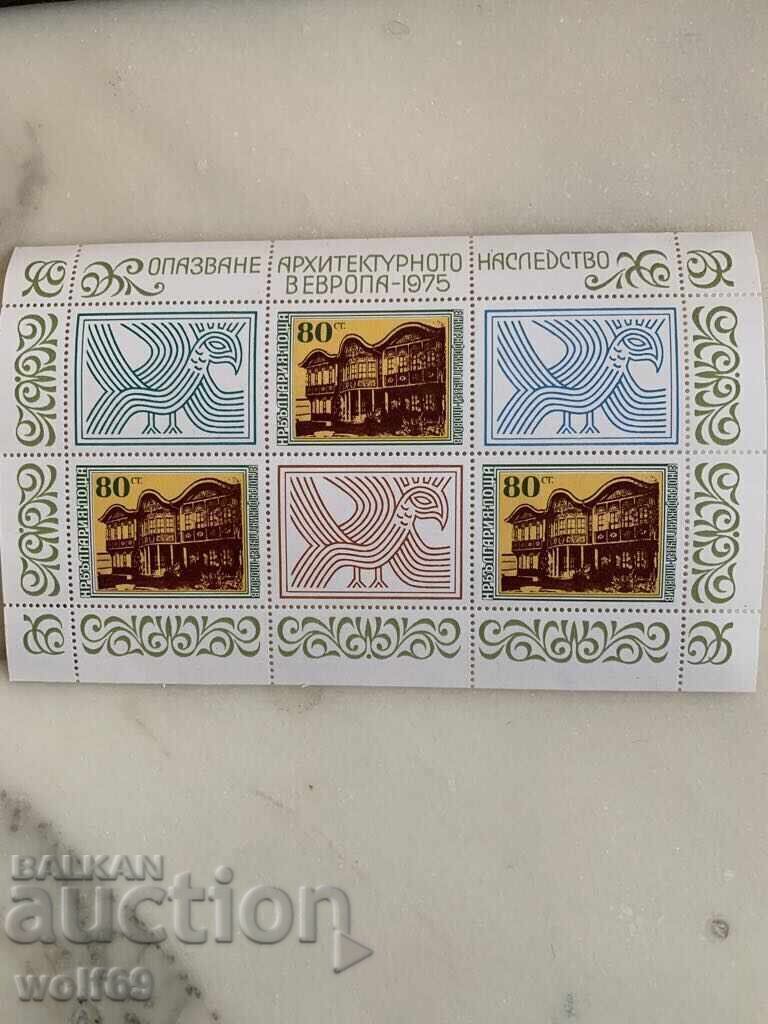 ОПАЗВАНЕ АРХИТЕКТУРНОТО НАСЛЕДСТВО
В ЕВРОПА-1975
80 СТ.
НР БЪЛГАРИЯ ПОЩА
80 СТ.
НР БЪЛГАРИЯ ПОЩА
80 СТ.
НР БЪЛГАРИЯ ПОЩА
BALKAN
auction
wolf69